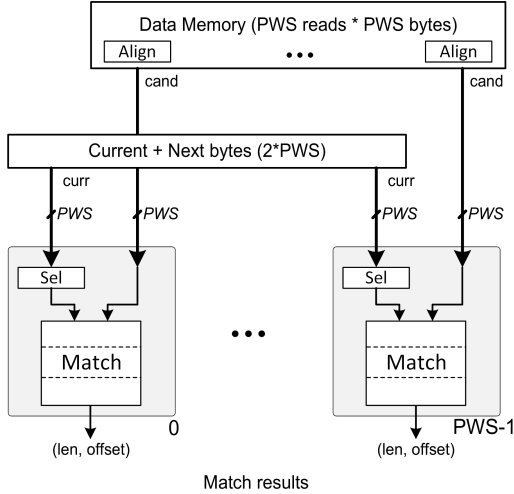 Data Memory (PWS reads * PWS bytes)
Align ••• Align
cand cand
Current + Next bytes (2*PWS)
curr curr
PWS PWS PWS PWS
Sel Sel
•••
Match Match
0 PWS-1
(len, offset) (len, offset)
Match results